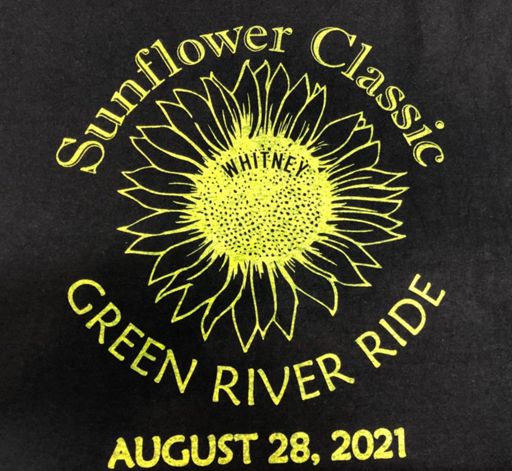 Sunflower Classic
WHITNEY
GREEN RIVER RIDE
AUGUST 28, 2021